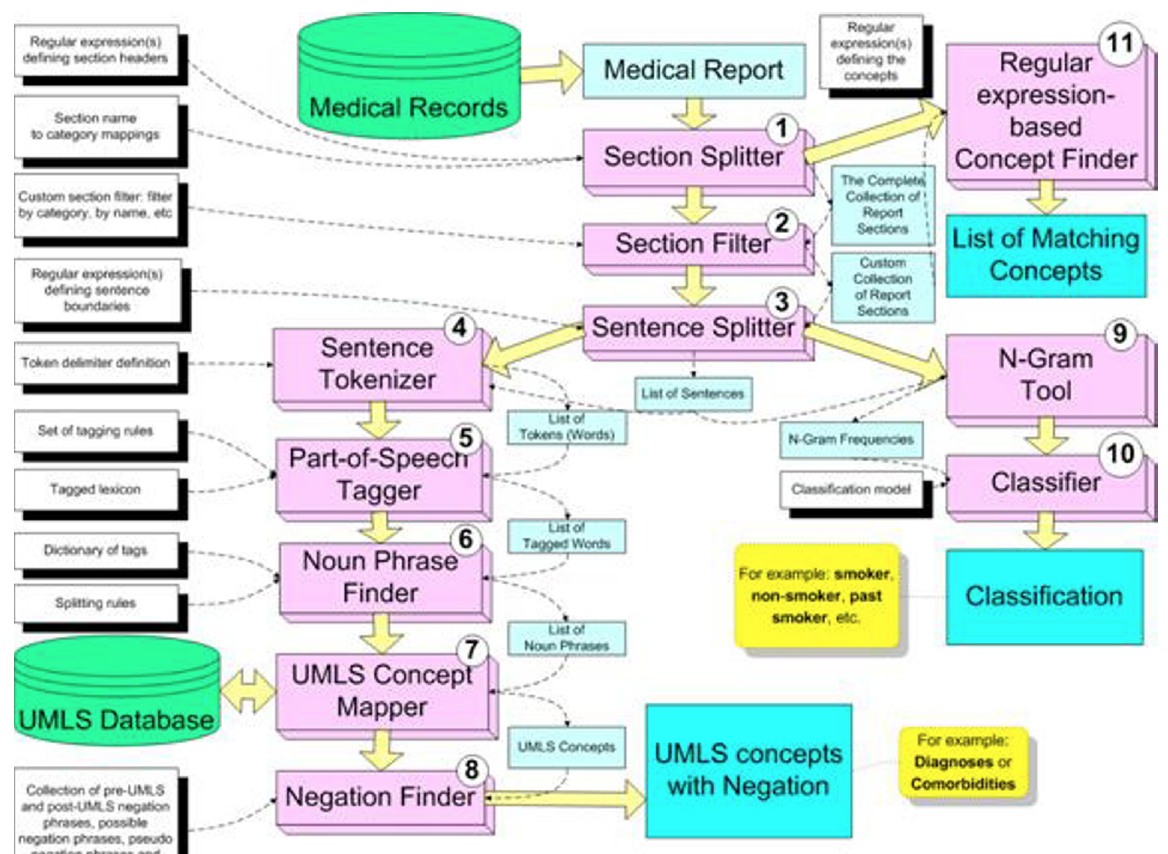 Regular expression(s)
defining section headers
Section name
to category mappings
Custom section filter: filter
by category, by name, etc
Regular expression(s)
defining sentence
boundaries
Token delimiter definition
Set of tagging rules
Tagged lexicon
Dictionary of tags
Splitting rules
UMLS Database
Collection of pre-UMLS
and post-UMLS negation
phrases, possible
negation phrases, pseudo
negation phrases and
Medical Records
Medical Report
1
Section Splitter
2
Section Filter
3
Sentence Splitter
4
Sentence
Tokenizer
5
Part-of-Speech
Tagger
6
Noun Phrase
Finder
7
UMLS Concept
Mapper
8
Negation Finder
List of Sentences
List of
Tokens (Words)
List of
Tagged Words
List of
Noun Phrases
UMLS Concepts
UMLS concepts
with Negation
For example:
Diagnoses or
Comorbidities
Regular
expression(s)
defining the
concepts
The Complete
Collection of
Report
Sections
Custom
Collection
of Report
Sections
11
Regular
expression-
based
Concept Finder
List of Matching
Concepts
9
N-Gram
Tool
N-Gram Frequencies
Classification model
10
Classifier
Classification
For example: smoker,
non-smoker, past
smoker, etc.